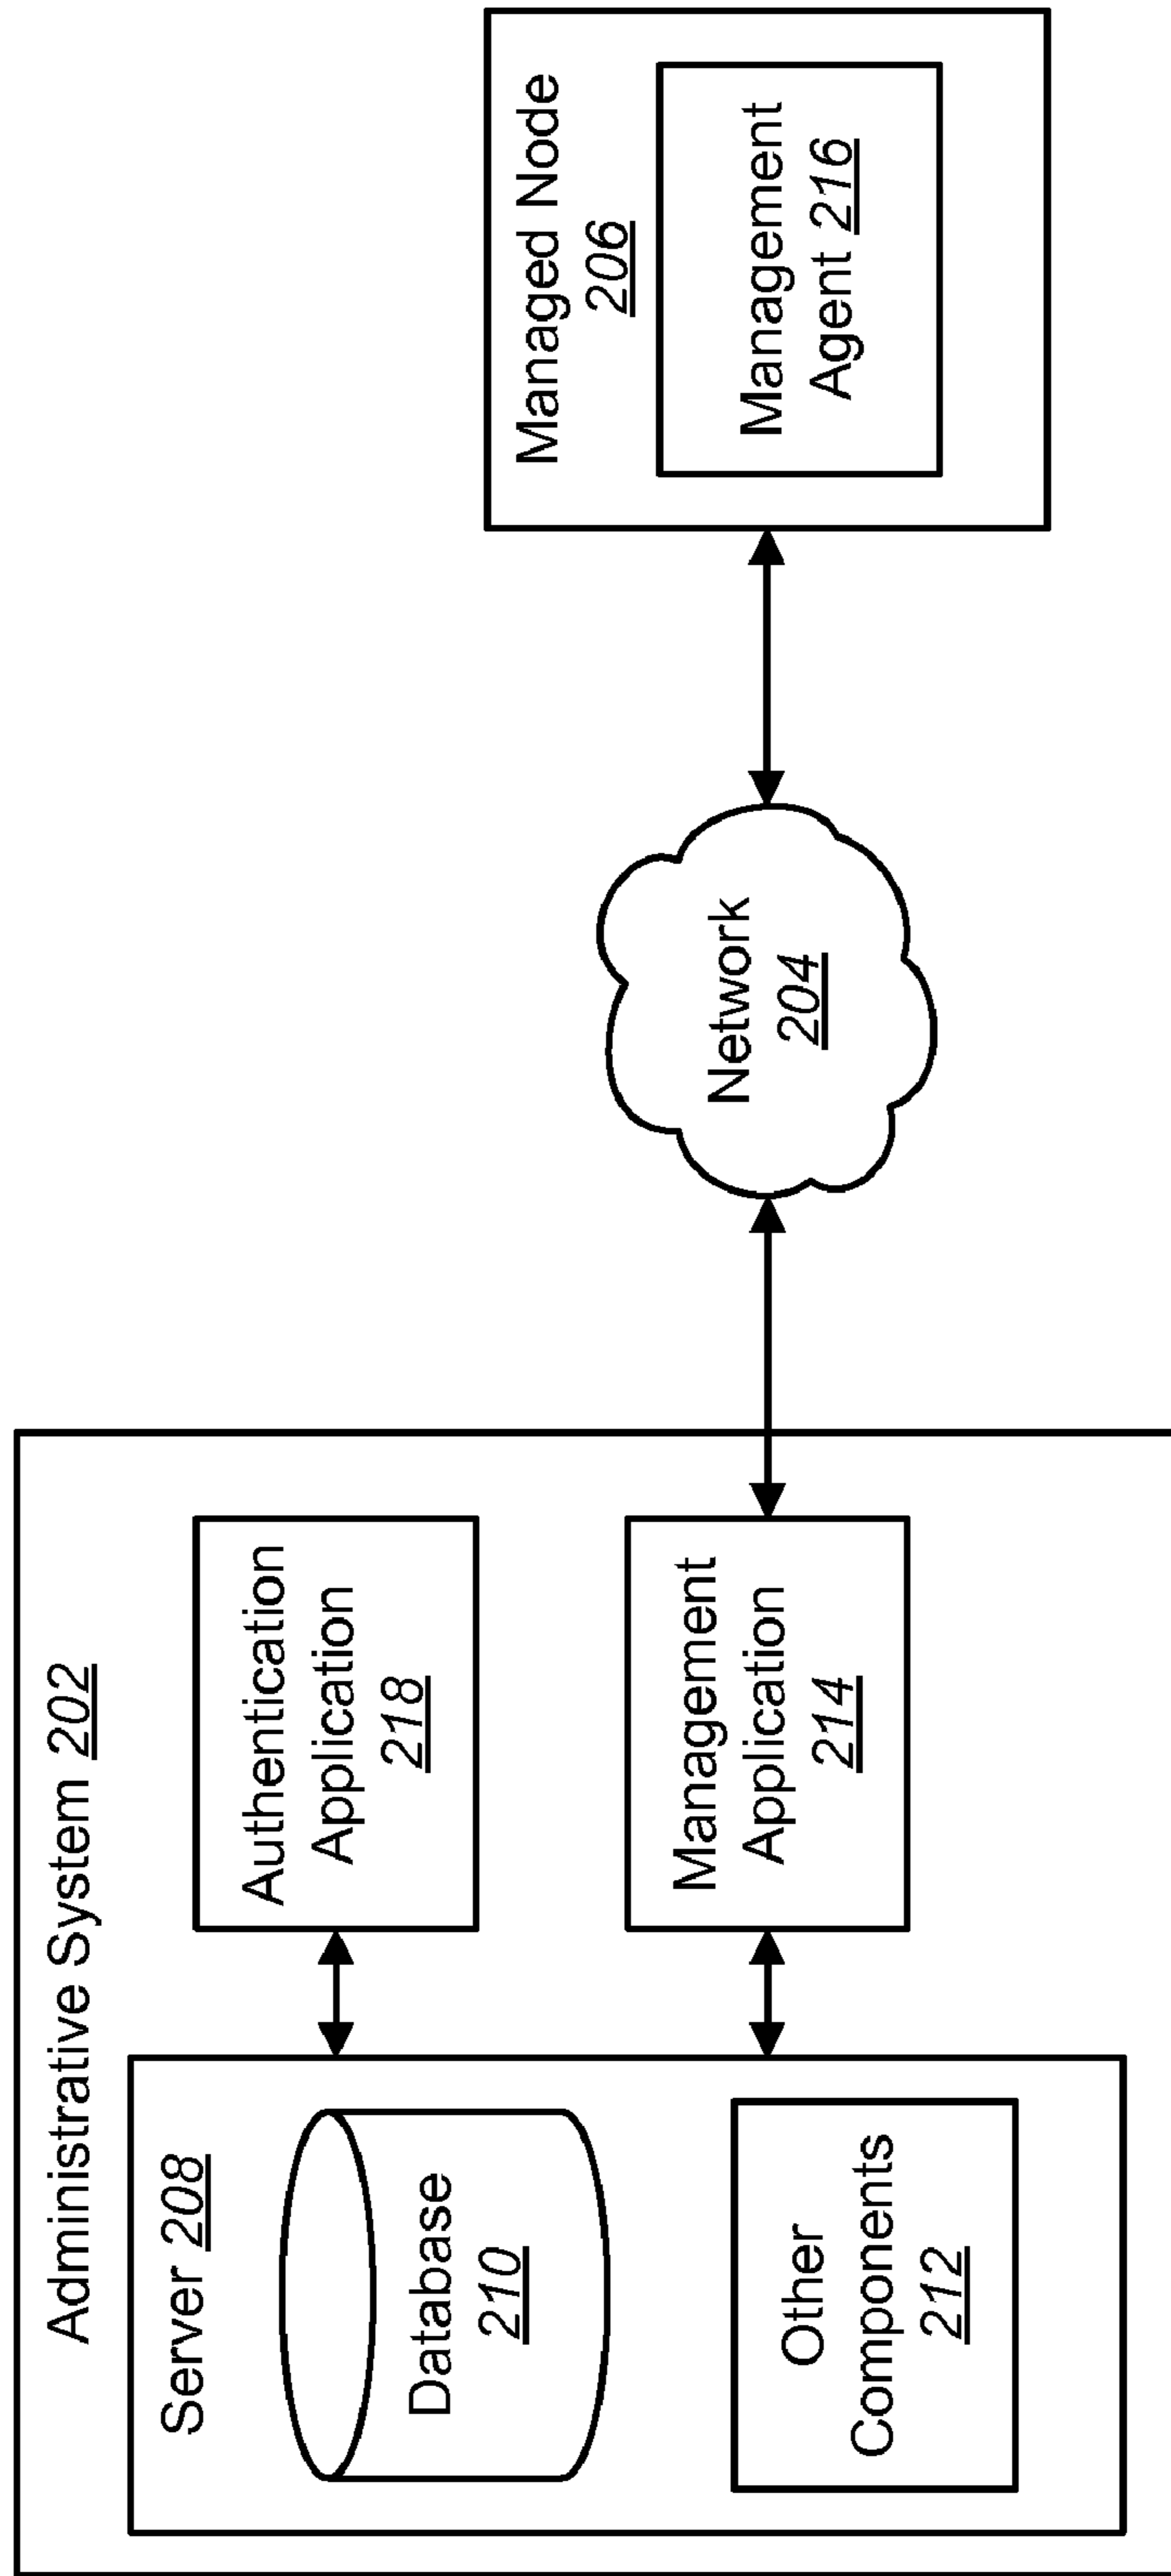 Administrative System 202
Server 208
Database
210
Other
Components
212
Authentication
Application
218
Management
Application
214
Network
204
Managed Node
206
Management
Agent 216